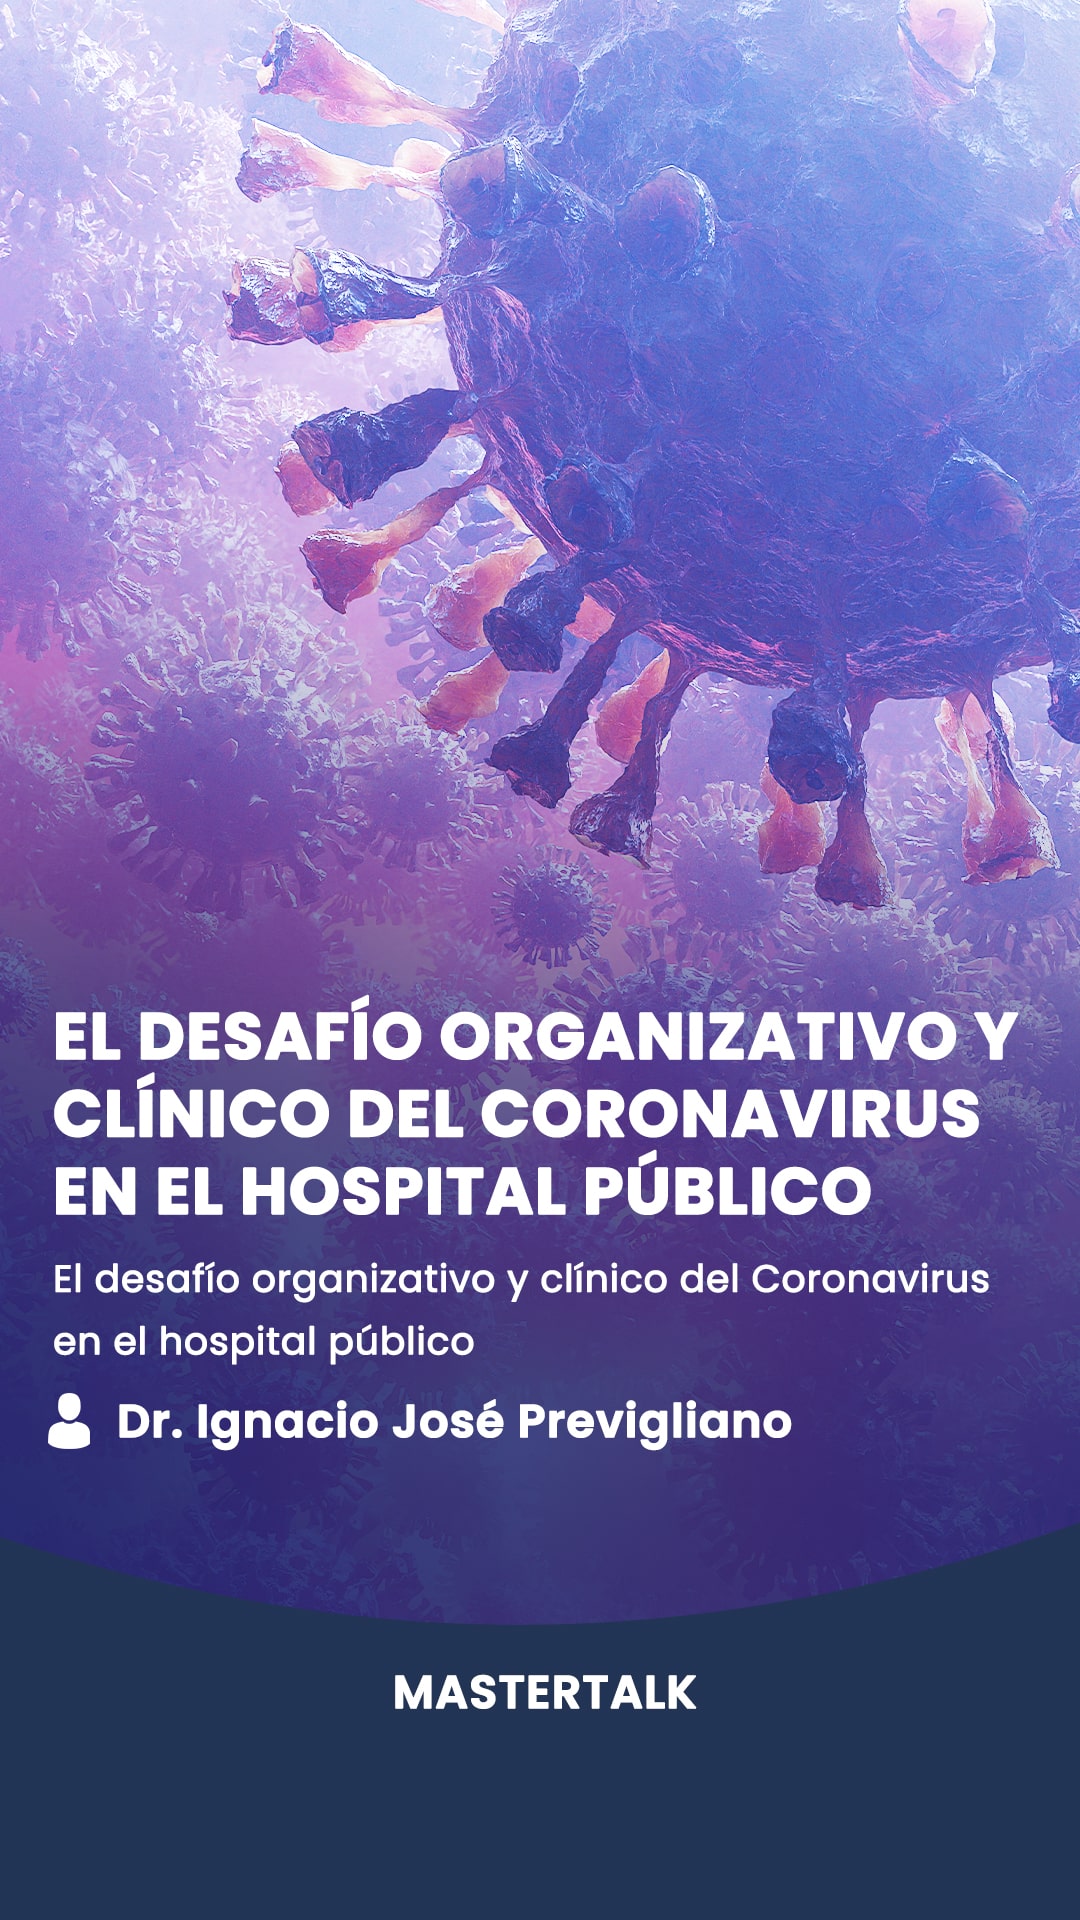 EL DESAFÍO ORGANIZATIVO Y
CLÍNICO DEL CORONAVIRUS
EN EL HOSPITAL PÚBLICO
El desafío organizativo y clínico del Coronavirus
en el hospital público
Dr. Ignacio José Previgliano
MASTERTALK